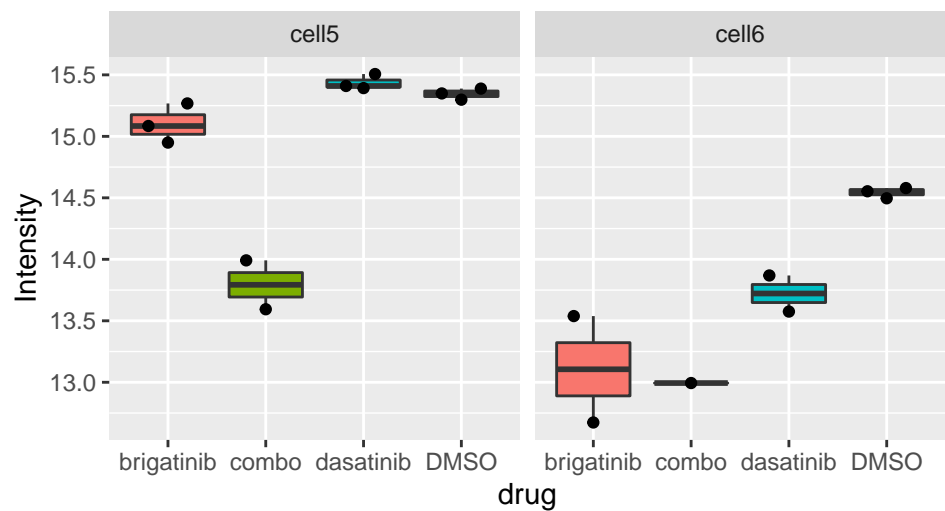 cell5 cell6
Intensity
15.5
15.0
14.5
14.0
13.5
13.0
brigatinib combo dasatinib DMSO brigatinib combo dasatinib DMSO
drug